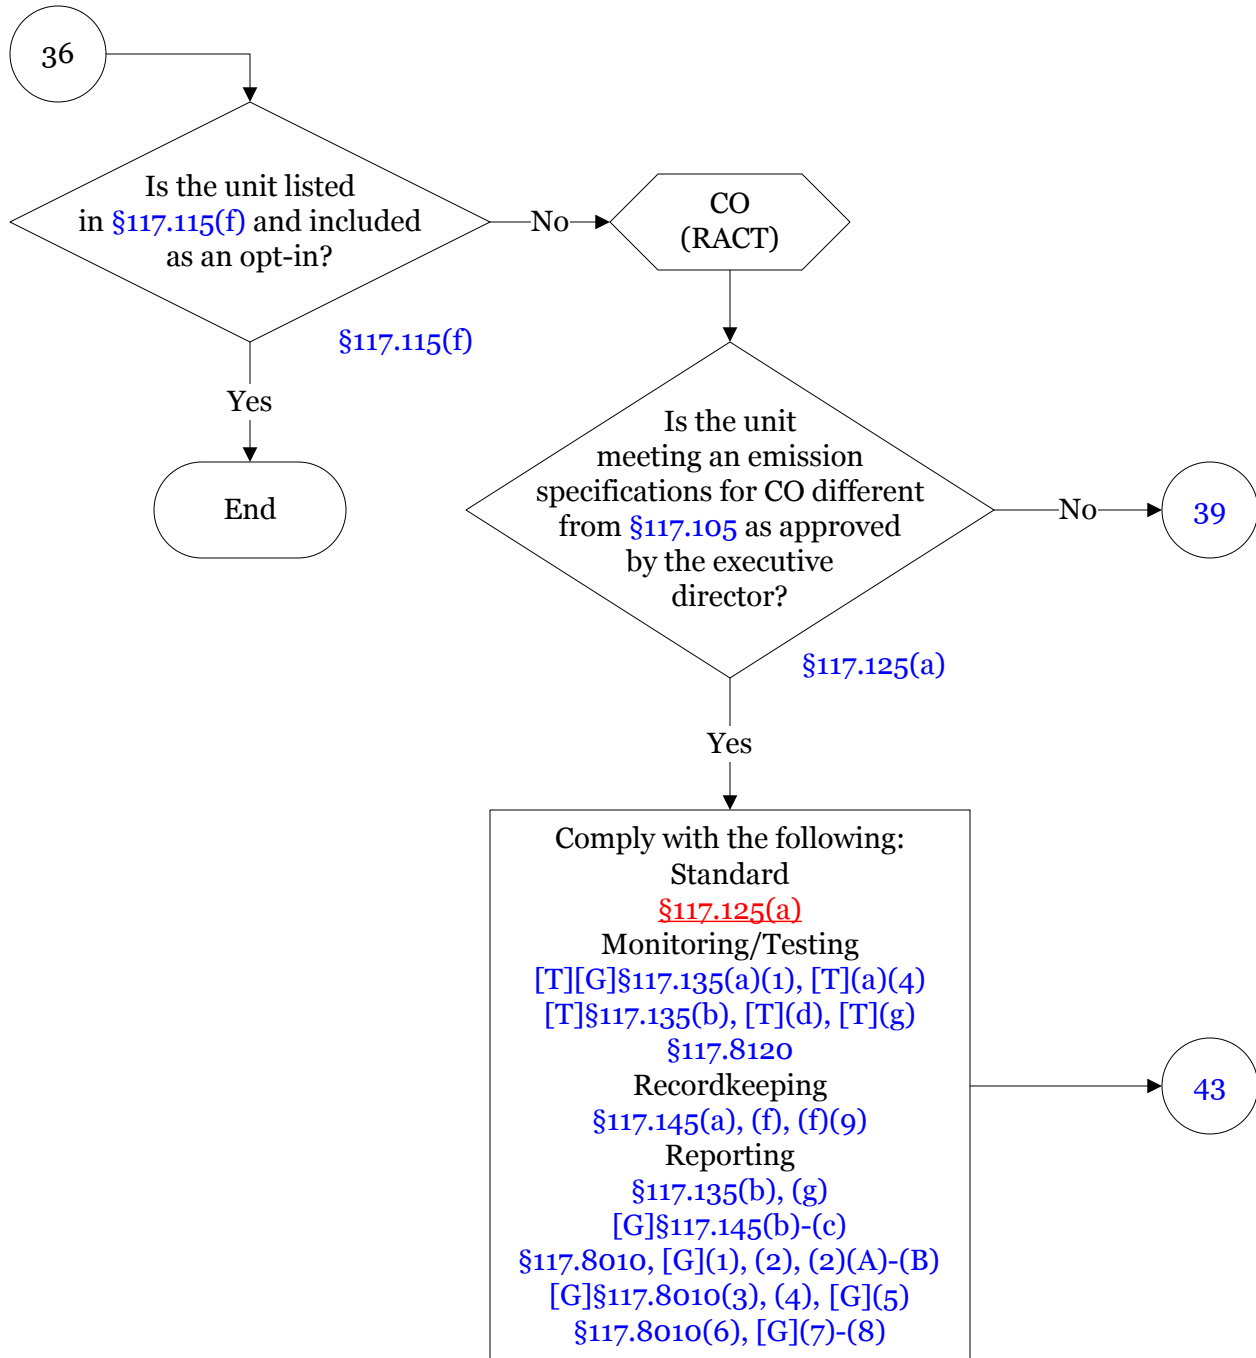 36
Is the unit listed
in §117.115(f) and included
as an opt-in?
No
CO
(RACT)
§117.115(f)
Yes
End
Is the unit
meeting an emission
specifications for CO different
from §117.105 as approved
by the executive
director?
No
39
§117.125(a)
Yes
Comply with the following:
Standard
§117.125(a)
Monitoring/Testing
[T][G]§117.135(a)(1), [T](a)(4)
[T]§117.135(b), [T](d), [T](g)
§117.8120
Recordkeeping
§117.145(a), (f), (f)(9)
Reporting
§117.135(b), (g)
[G]§117.145(b)-(c)
§117.8010, [G](1), (2), (2)(A)-(B)
[G]§117.8010(3), (4), [G](5)
§117.8010(6), [G](7)-(8)
43